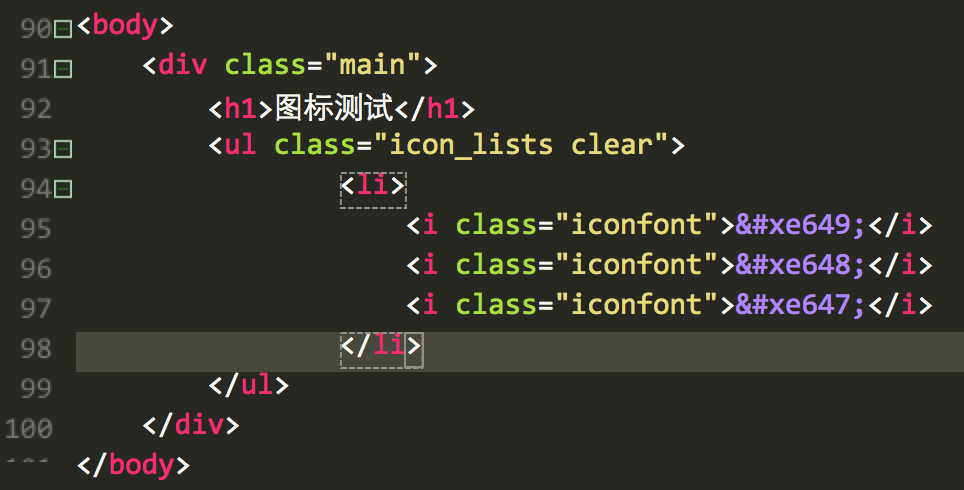 90 <body>
91 <div class="main">
92 <h1>图标测试</h1>
93 <ul class="icon_lists clear">
94 <li>
95 <i class="iconfont">&#xe649;</i>
96 <i class="iconfont">&#xe648;</i>
97 <i class="iconfont">&#xe647;</i>
98 </li>
99 </ul>
100 </div>
</body>